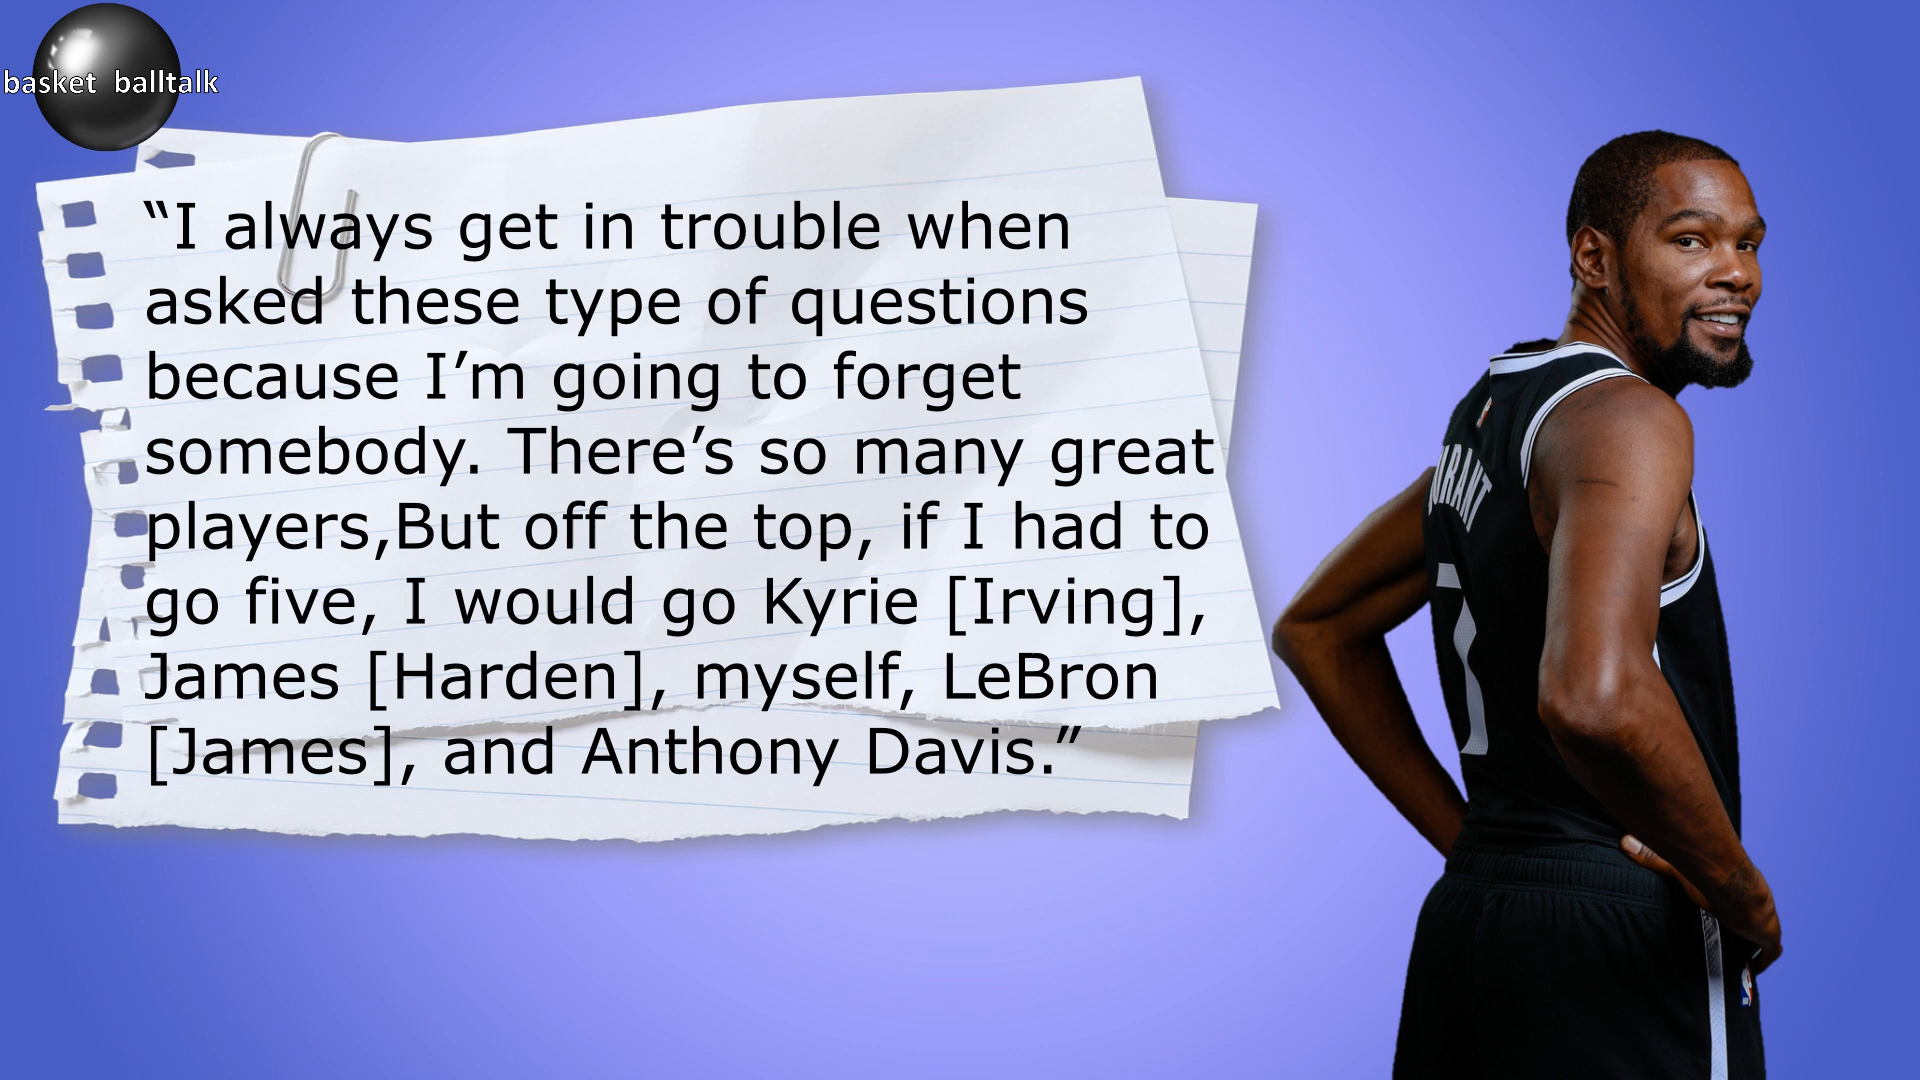 basket balltalk
“I always get in trouble when
asked these type of questions
because I’m going to forget
somebody. There’s so many great
players,But off the top, if I had to
go five, I would go Kyrie [Irving],
James [Harden], myself, LeBron
[James], and Anthony Davis.”
URANT
7